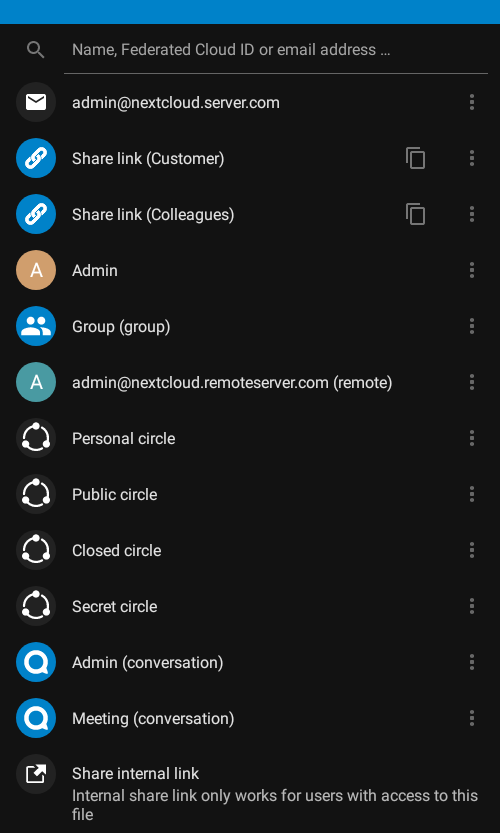 Name, Federated Cloud ID or email address …
admin@nextcloud.server.com
Share link (Customer)
Share link (Colleagues)
A Admin
Group (group)
A admin@nextcloud.remoteserver.com (remote)
Personal circle
Public circle
Closed circle
Secret circle
Admin (conversation)
Meeting (conversation)
Share internal link
Internal share link only works for users with access to this
file